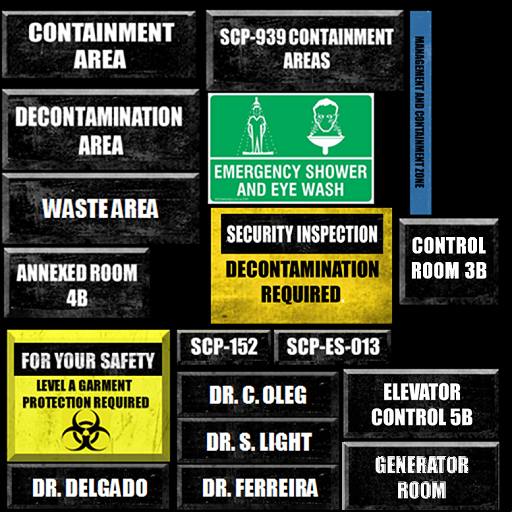 CONTAINMENT
AREA
SCP-939 CONTAINMENT
AREAS
MANAGEMENT AND CONTAINMENT ZONE
DECONTAMINATION
AREA
EMERGENCY SHOWER
AND EYE WASH
WASTE AREA
SECURITY INSPECTION
DECONTAMINATION
REQUIRED
CONTROL
ROOM 3B
ANNEXED ROOM
4B
FOR YOUR SAFETY
LEVEL A GARMENT
PROTECTION REQUIRED
SCP-152
SCP-ES-013
DR. C. OLEG
ELEVATOR
CONTROL 5B
DR. S. LIGHT
GENERATOR
ROOM
DR. DELGADO
DR. FERREIRA